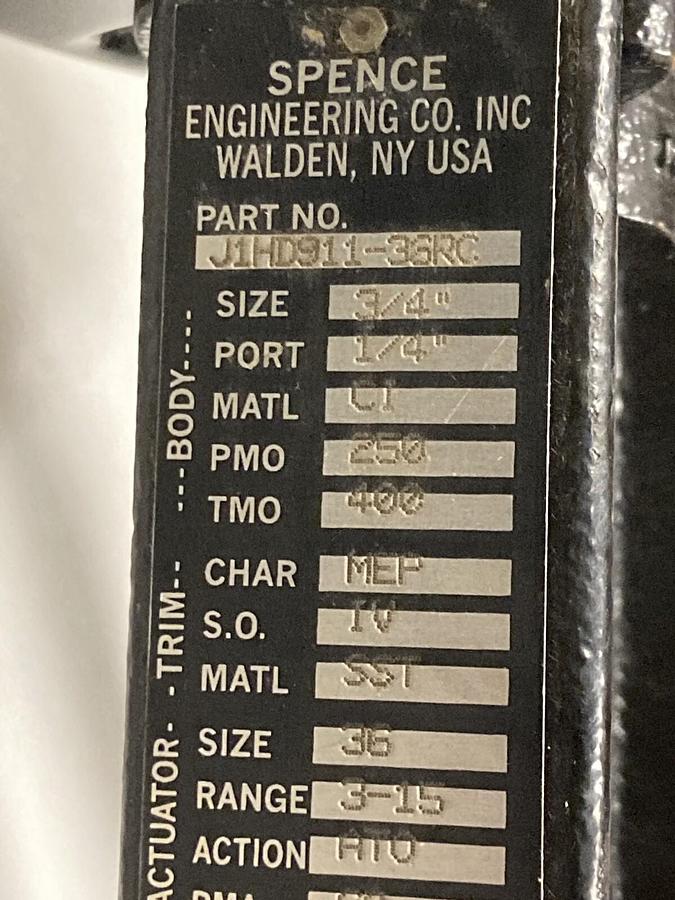 SPENCE
ENGINEERING CO. INC
WALDEN, NY USA
PART NO.
J1HD911-36RC
---BODY----
SIZE 3/4"
PORT 1/4"
MATL CI
PMO 250
TMO 400
-TRIM--
CHAR MEP
S.O. IV
MATL SST
ACTUATOR-
SIZE 36
RANGE 3-15
ACTION ATO